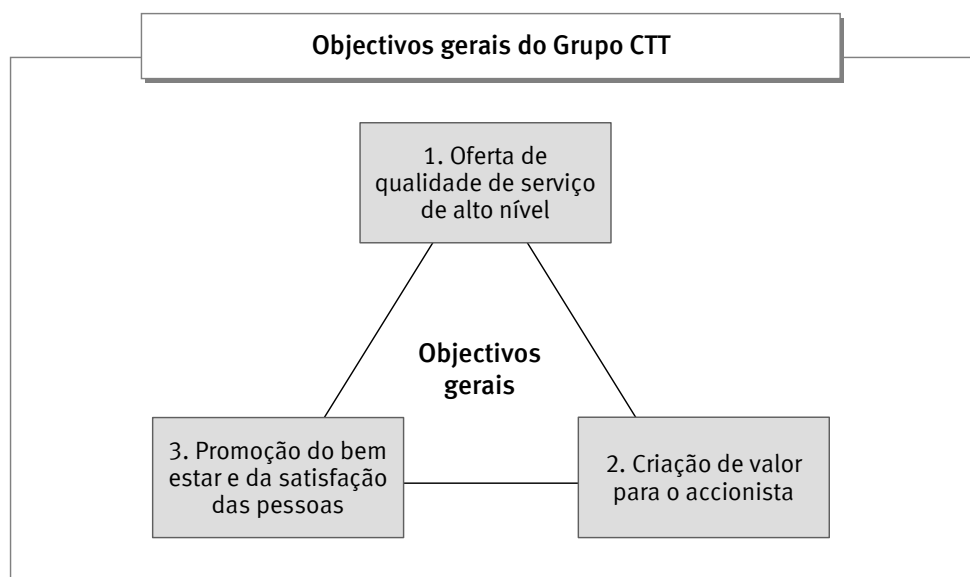 Objectivos gerais do Grupo CTT
1. Oferta de
qualidade de serviço
de alto nível
Objectivos
gerais
3. Promoção do bem
estar e da satisfação
das pessoas
2. Criação de valor
para o accionista